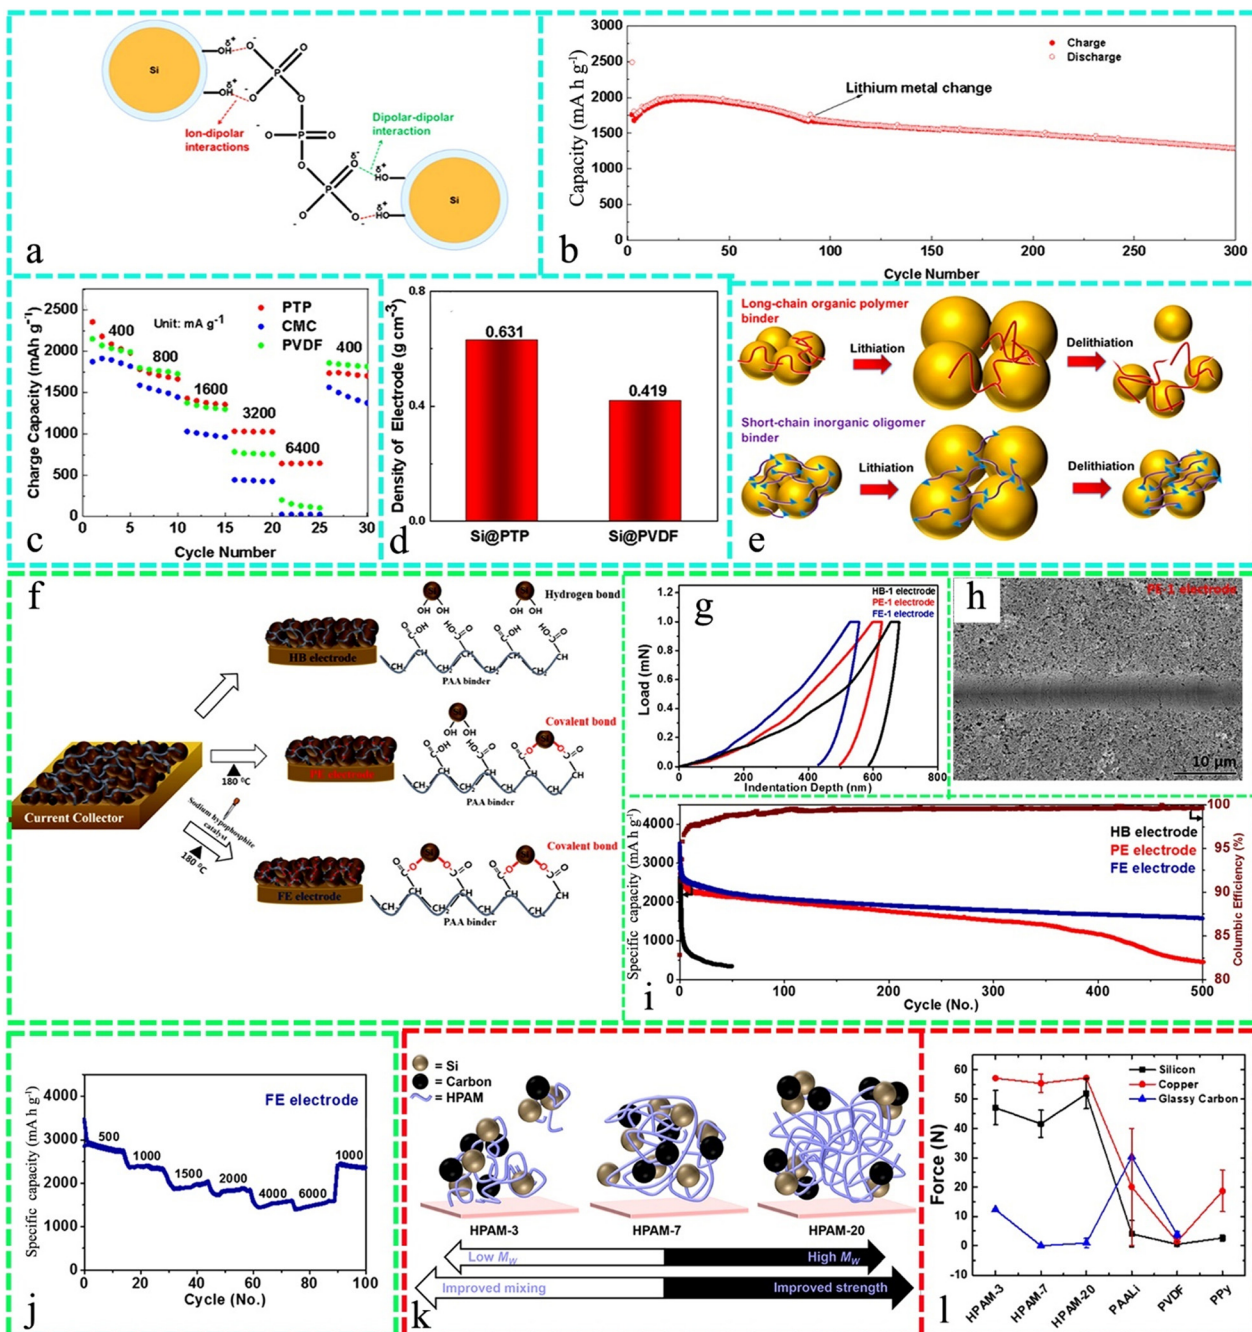 Si
δ+
OH
O-
O
P
δ+
OH
O
-
O
Ion-dipolar
interactions
-O
P
O
O
Dipolar-dipolar
interaction
Oδ-
δ+
HO
P
-O
O
δ+
HO
Si
a
3000
2500
2000
1500
1000
500
0
Capacity (mA h g-1)
Charge
Discharge
Lithium metal change
0
50
100
150
200
250
300
Cycle Number
b
2500
2000
1500
1000
500
0
Charge Capacity (mAh g-1)
PTP
CMC
PVDF
Unit: mA g-1
400
800
1600
3200
6400
400
0
5
10
15
20
25
30
Cycle Number
c
0.8
0.4
0.0
Density of Electrode (g cm-3)
0.631
0.419
Si@PTP
Si@PVDF
d
Long-chain organic polymer
binder
Lithiation
Delithiation
Short-chain inorganic oligomer
binder
Lithiation
Delithiation
e
f
Hydrogen bond
HB electrode
PAA binder
Covalent bond
PE electrode
PAA binder
180 °C
Current Collector
Sodium hypophosphite
catalyst
180 °C
Covalent bond
FE electrode
PAA binder
g
HB-1 electrode
PE-1 electrode
FE-1 electrode
1.2
1.0
0.8
0.6
0.4
0.2
0.0
Load (mN)
0
200
400
600
800
Indentation Depth (nm)
h
PE-1 electrode
10 μm
4000
3000
2000
1000
0
Specific capacity (mA h g-1)
HB electrode
PE electrode
FE electrode
100
95
90
85
80
Columbic Efficiency (%)
0
100
200
300
400
500
Cycle (No.)
i
4000
3000
2000
1000
0
Specific capacity (mA h g-1)
FE electrode
500
1000
1500
2000
4000
6000
1000
0
20
40
60
80
100
Cycle (No.)
j
= Si
= Carbon
= HPAM
HPAM-3
HPAM-7
HPAM-20
Low MW
High MW
Improved mixing
Improved strength
k
60
50
40
30
20
10
0
-10
Force (N)
Silicon
Copper
Glassy Carbon
HPAM-3
HPAM-7
HPAM-20
PAALi
PVDF
PPy
l